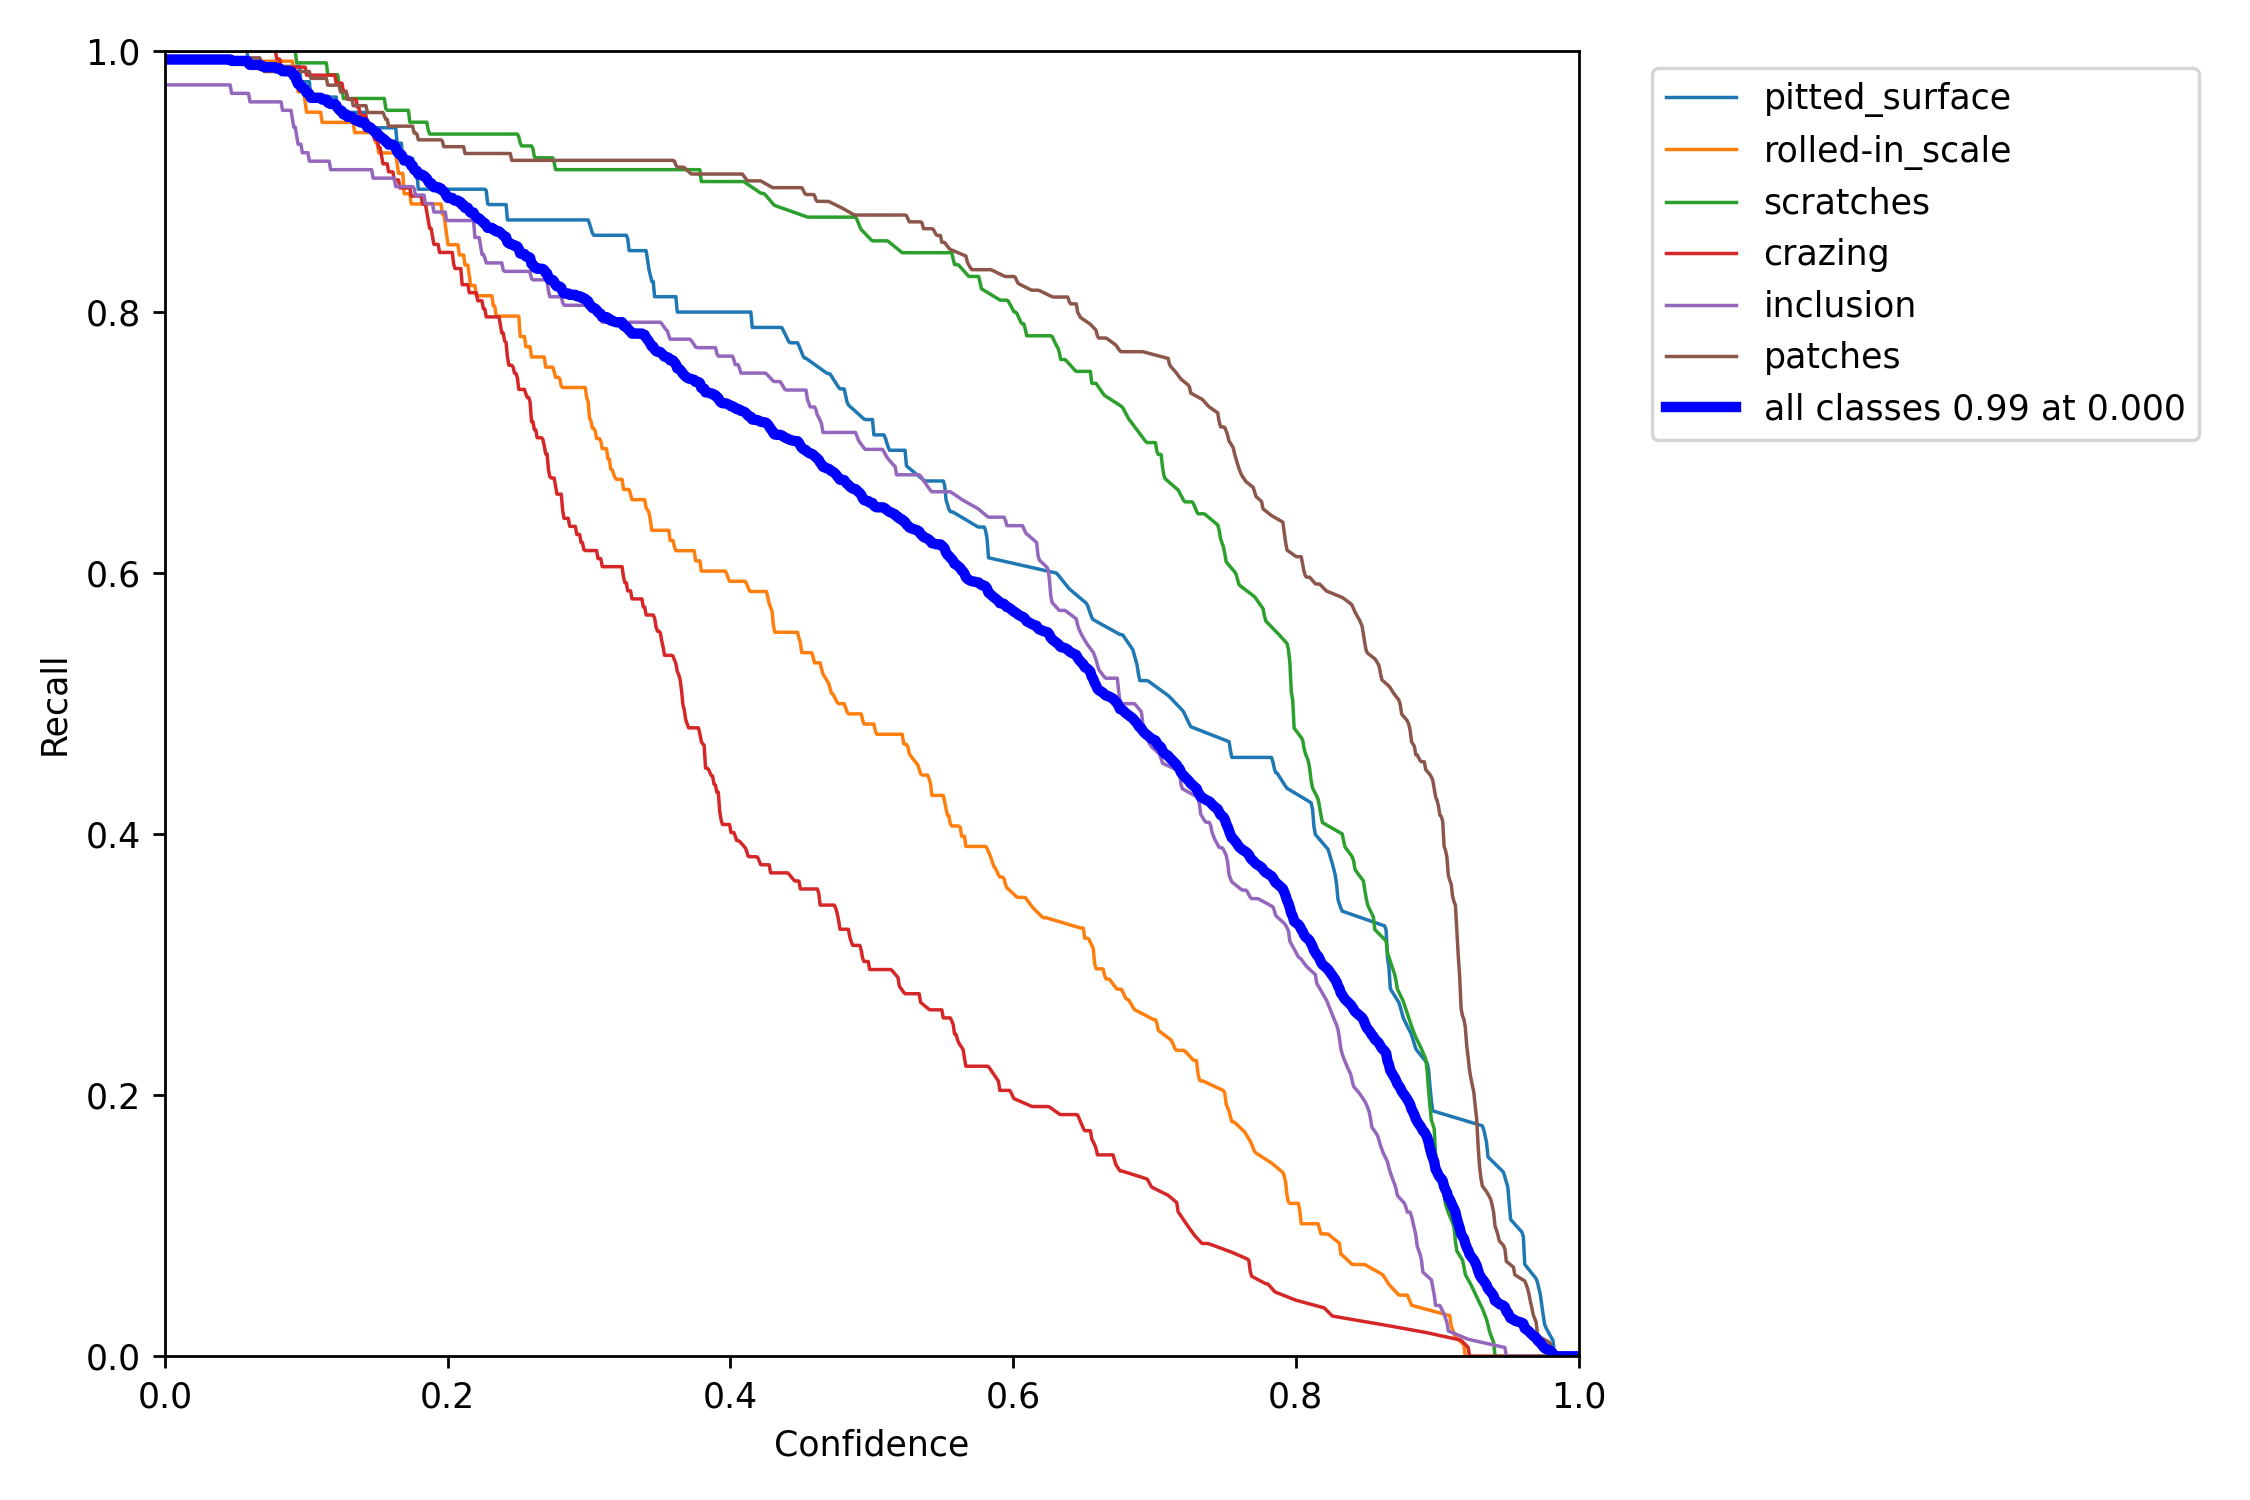 1.0
0.8
0.6
0.4
0.2
0.0
Recall
0.0 0.2 0.4 0.6 0.8 1.0
Confidence
pitted_surface
rolled-in_scale
scratches
crazing
inclusion
patches
all classes 0.99 at 0.000